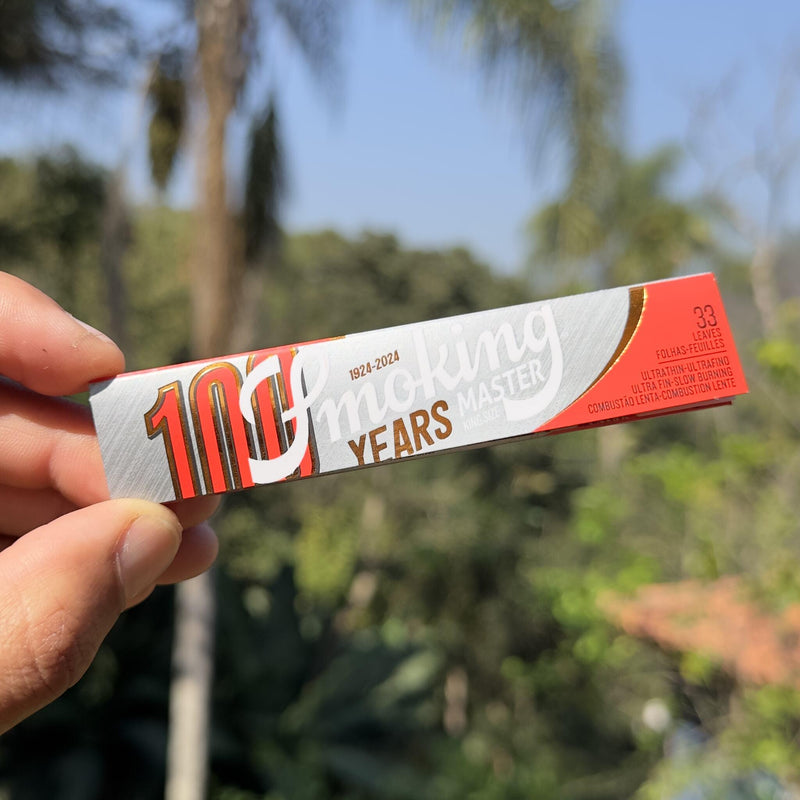 100
1924-2024
Smoking
YEARS
MASTER
KING SIZE
33
LEAVES
FOLHAS-FEUILLES
ULTRATHIN-ULTRAFINO
ULTRA FIN-SLOW BURNING
COMBUSTÃO LENTA-COMBUSTION LENTE